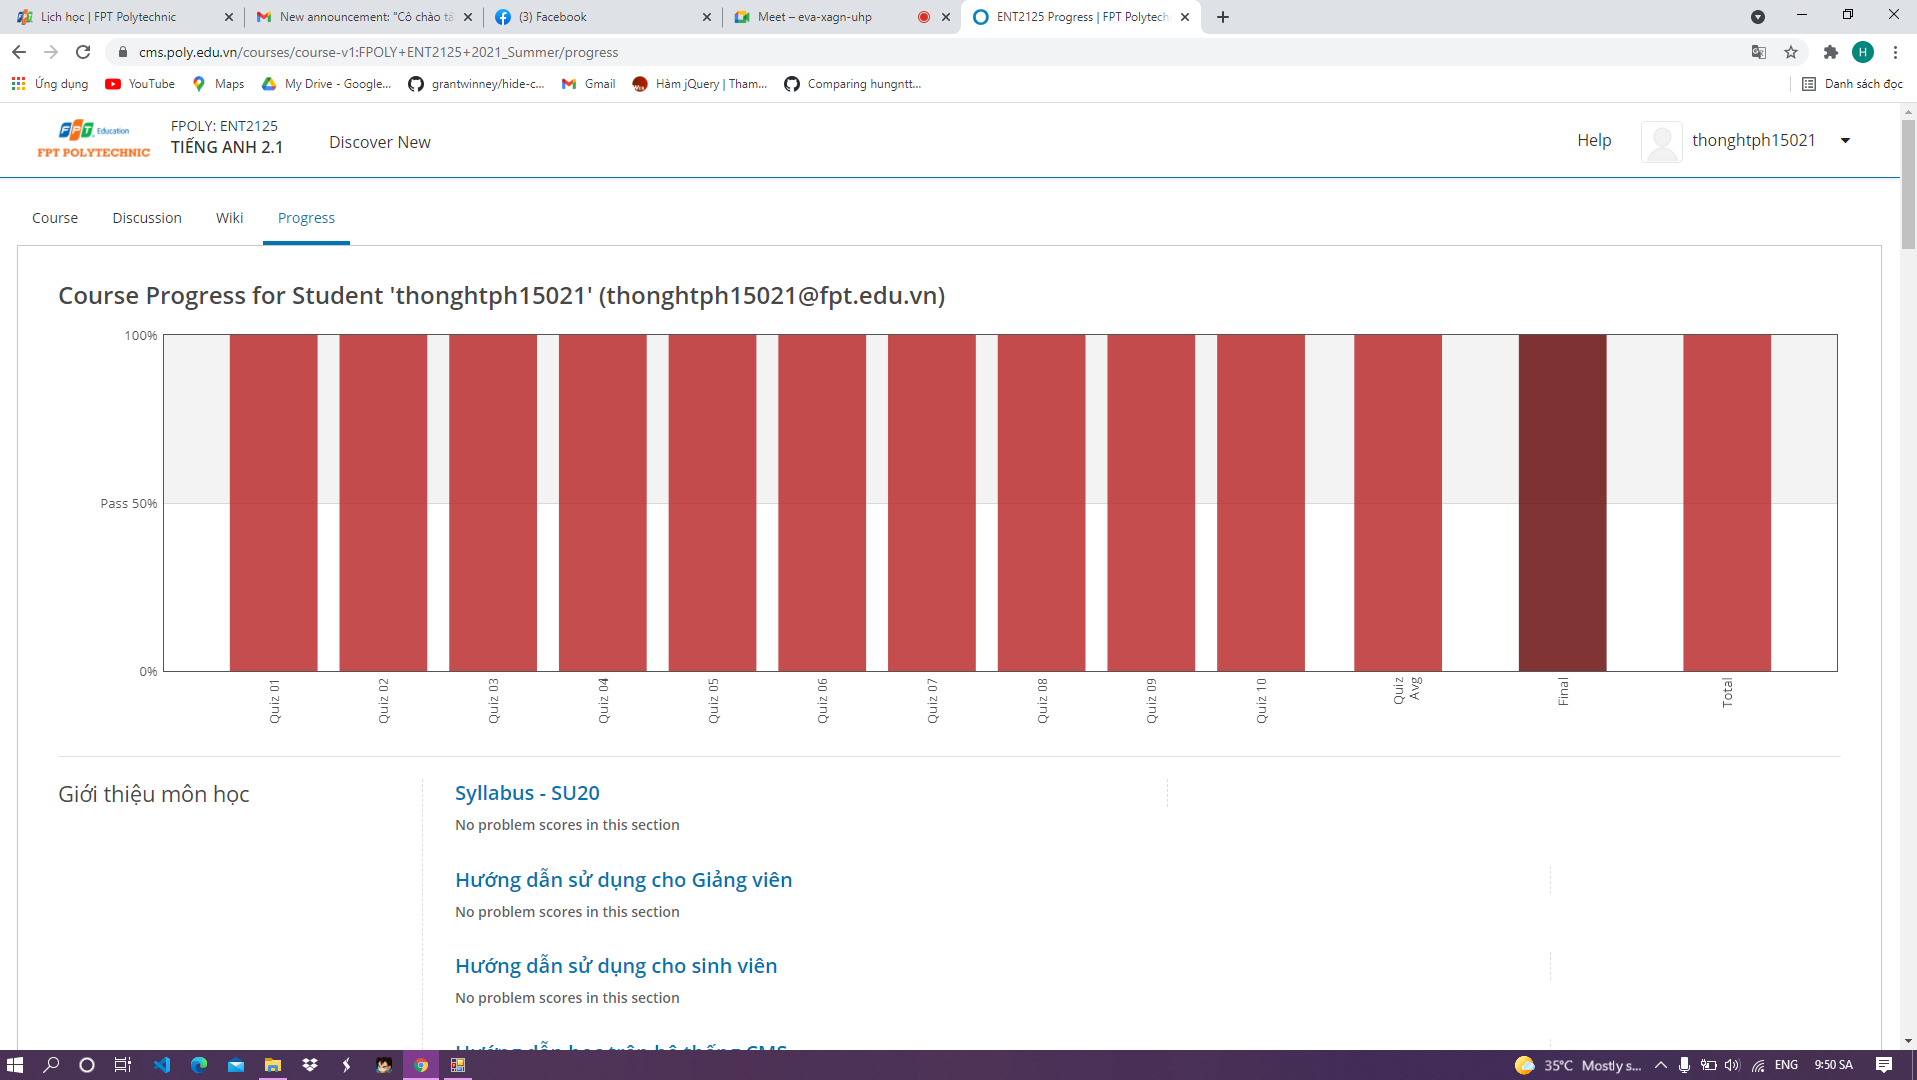 Lịch học | FPT Polytechnic
New announcement: "Cô chào tấ
(3) Facebook
Meet – eva-xagn-uhp
ENT2125 Progress | FPT Polytech
cms.poly.edu.vn/courses/course-v1:FPOLY+ENT2125+2021_Summer/progress
H
Ứng dụng
YouTube
Maps
My Drive - Google...
grantwinney/hide-c...
Gmail
Hàm jQuery | Tham...
Comparing hungntt...
Danh sách đọc
FPT Education
FPT POLYTECHNIC
FPOLY: ENT2125
TIẾNG ANH 2.1
Discover New
Help
thonghtph15021
Course
Discussion
Wiki
Progress
Course Progress for Student 'thonghtph15021' (thonghtph15021@fpt.edu.vn)
100%
Pass 50%
0%
Quiz 01
Quiz 02
Quiz 03
Quiz 04
Quiz 05
Quiz 06
Quiz 07
Quiz 08
Quiz 09
Quiz 10
Quiz
Avg
Final
Total
Giới thiệu môn học
Syllabus - SU20
No problem scores in this section
Hướng dẫn sử dụng cho Giảng viên
No problem scores in this section
Hướng dẫn sử dụng cho sinh viên
No problem scores in this section
Hướng dẫn học trên hệ thống CMS
35°C Mostly s...
ENG
9:50 SA